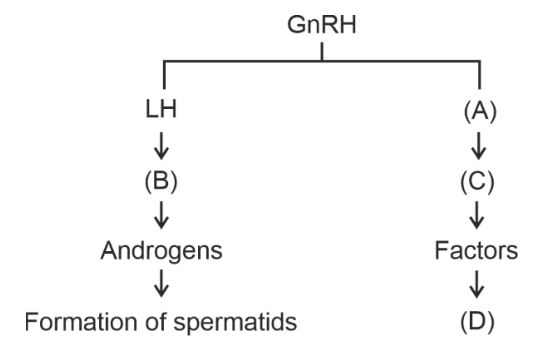 GnRH
LH (A)
(B) (C)
Androgens Factors
Formation of spermatids (D)